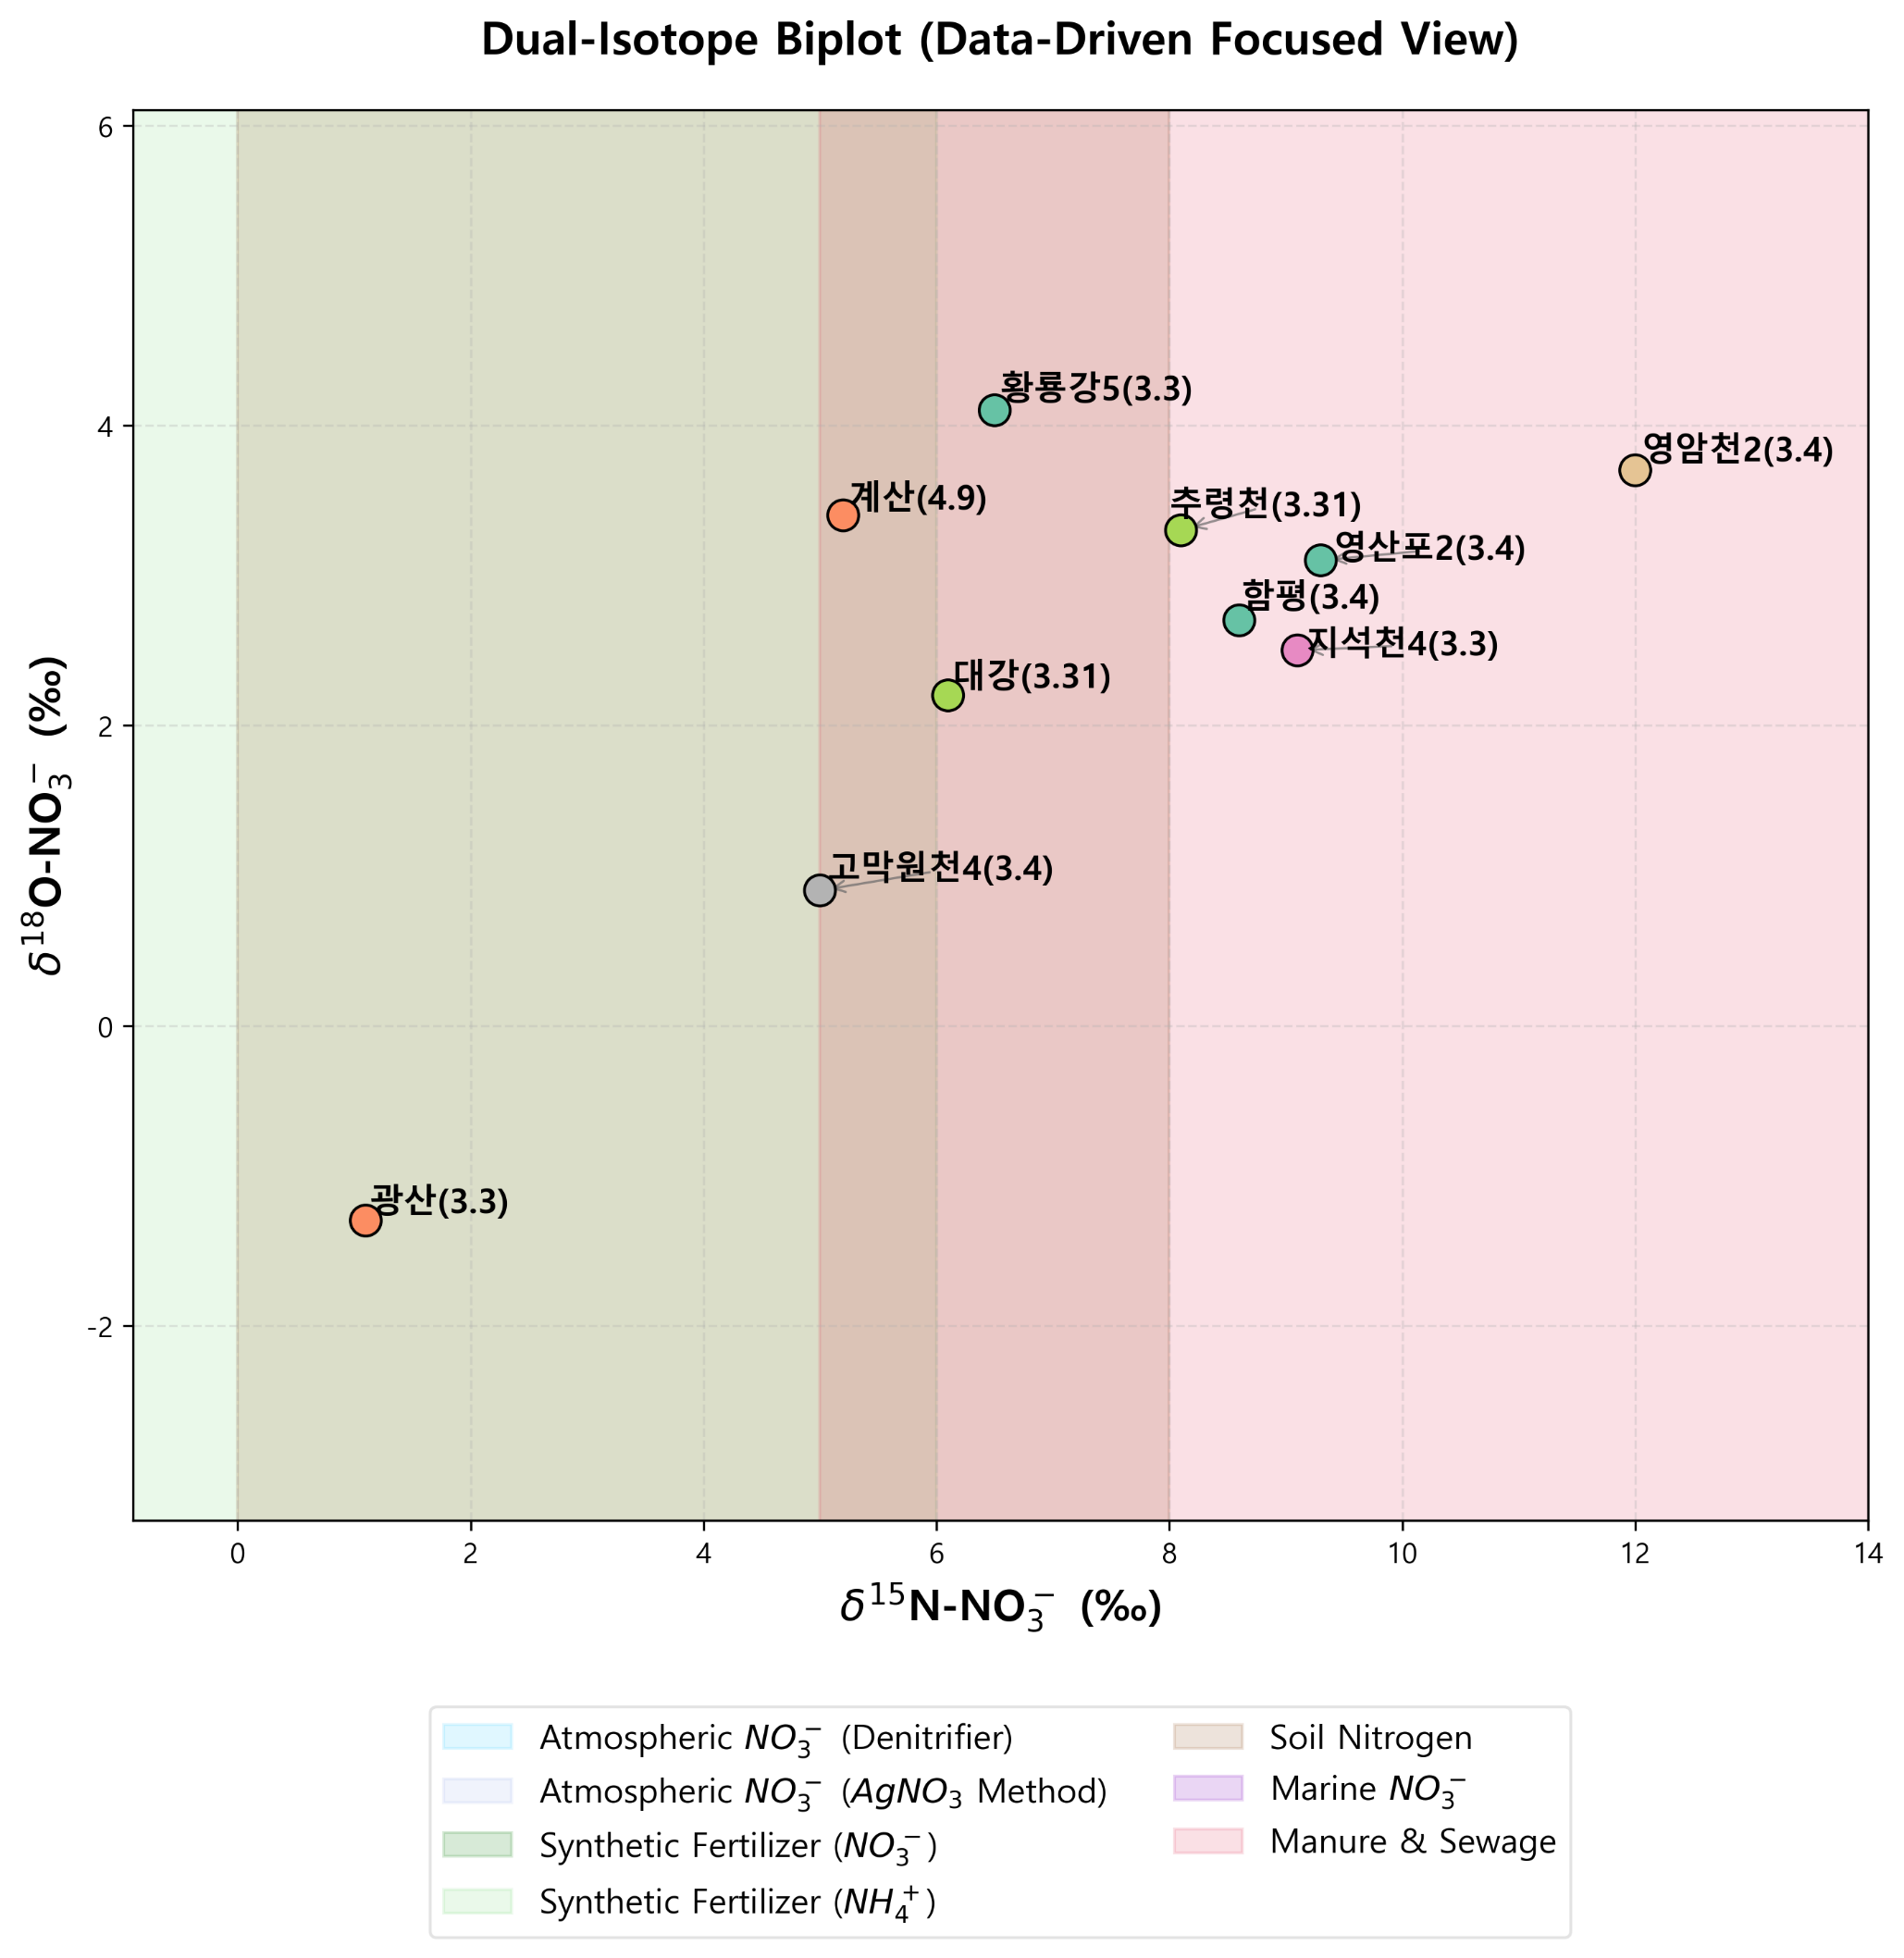 Dual-Isotope Biplot (Data-Driven Focused View)
6
4
2
0
-2
δ¹⁸O-NO₃⁻ (‰)
황룡강5(3.3)
영암천2(3.4)
계산(4.9)
추령천(3.31)
영산포2(3.4)
함평(3.4)
지석천4(3.3)
대강(3.31)
고막원천4(3.4)
광산(3.3)
0 2 4 6 8 10 12 14
δ¹⁵N-NO₃⁻ (‰)
Atmospheric NO₃⁻ (Denitrifier)
Atmospheric NO₃⁻ (AgNO₃ Method)
Synthetic Fertilizer (NO₃⁻)
Synthetic Fertilizer (NH₄⁺)
Soil Nitrogen
Marine NO₃⁻
Manure & Sewage